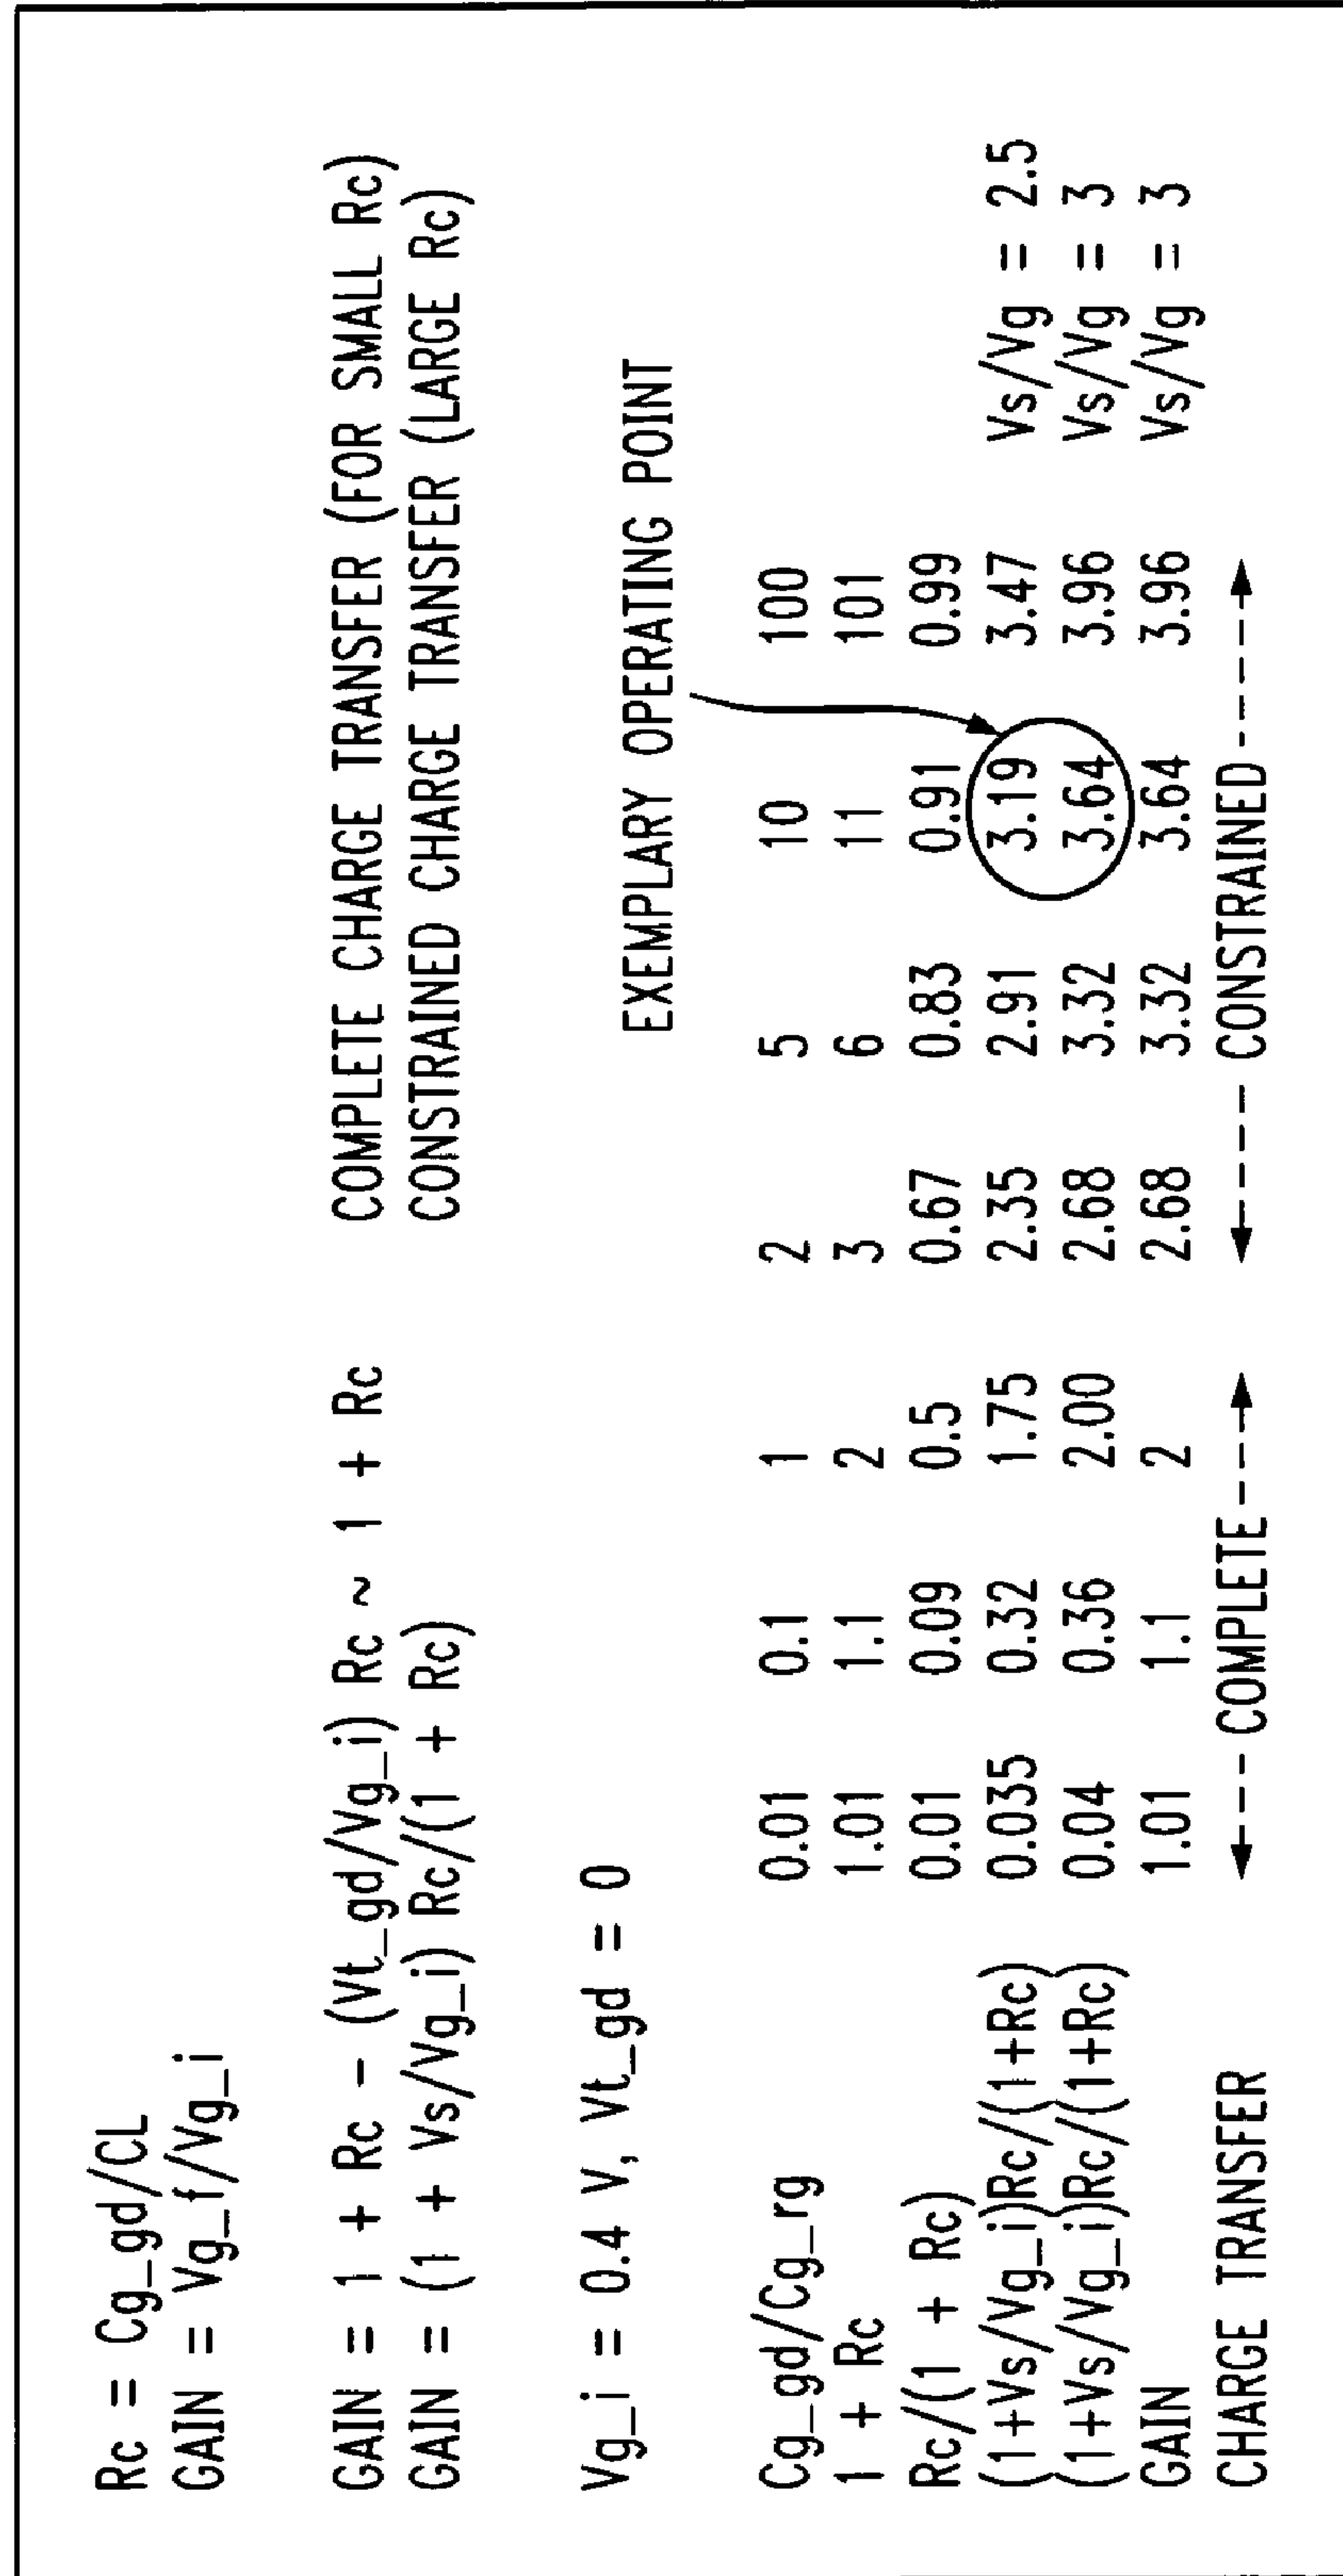 Rc = Cg_gd/CL
GAIN = Vg_f/Vg_i
GAIN = 1 + Rc - (Vt_gd/Vg_i) Rc ~ 1 + Rc COMPLETE CHARGE TRANSFER (FOR SMALL Rc)
GAIN = (1 + Vs/Vg_i) Rc/(1 + Rc) CONSTRAINED CHARGE TRANSFER (LARGE Rc)
Vg_i = 0.4 V, Vt_gd = 0
EXEMPLARY OPERATING POINT
Cg_gd/Cg_rg 0.01 0.1 1 2 5 10 100
1 + Rc 1.01 1.1 2 3 6 11 101
Rc/(1 + Rc) 0.01 0.09 0.5 0.67 0.83 0.91 0.99
(1+Vs/Vg_i)Rc/(1+Rc) 0.035 0.32 1.75 2.35 2.91 3.19 3.47 Vs/Vg = 2.5
(1+Vs/Vg_i)Rc/(1+Rc) 0.04 0.36 2.00 2.68 3.32 3.64 3.96 Vs/Vg = 3
GAIN 1.01 1.1 2 2.68 3.32 3.64 3.96 Vs/Vg = 3
CHARGE TRANSFER COMPLETE CONSTRAINED